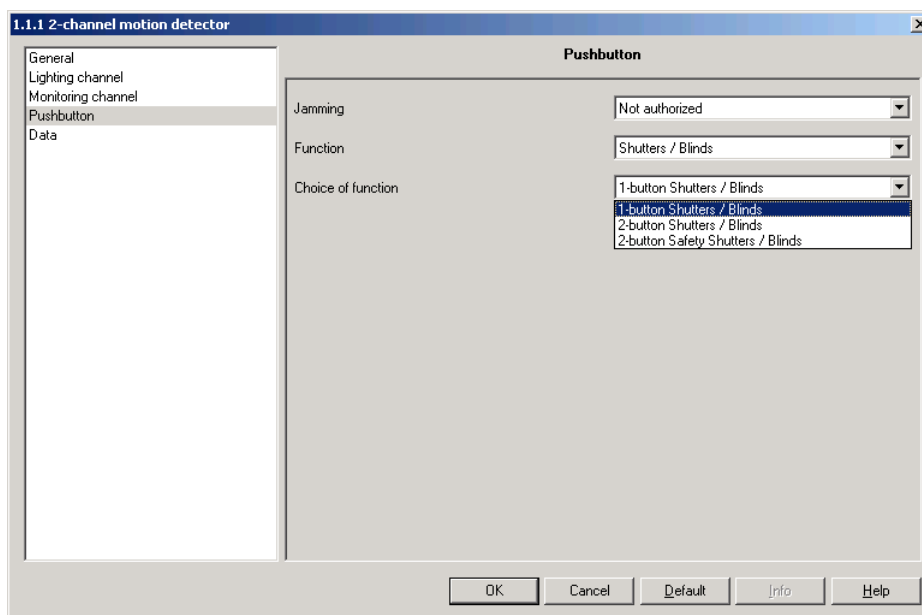 1.1.1 2-channel motion detector
General
Lighting channel
Monitoring channel
Pushbutton
Data
Pushbutton
Jamming
Not authorized
Function
Shutters / Blinds
Choice of function
1-button Shutters / Blinds
1-button Shutters / Blinds
2-button Shutters / Blinds
2-button Safety Shutters / Blinds
OK
Cancel
Default
Info
Help